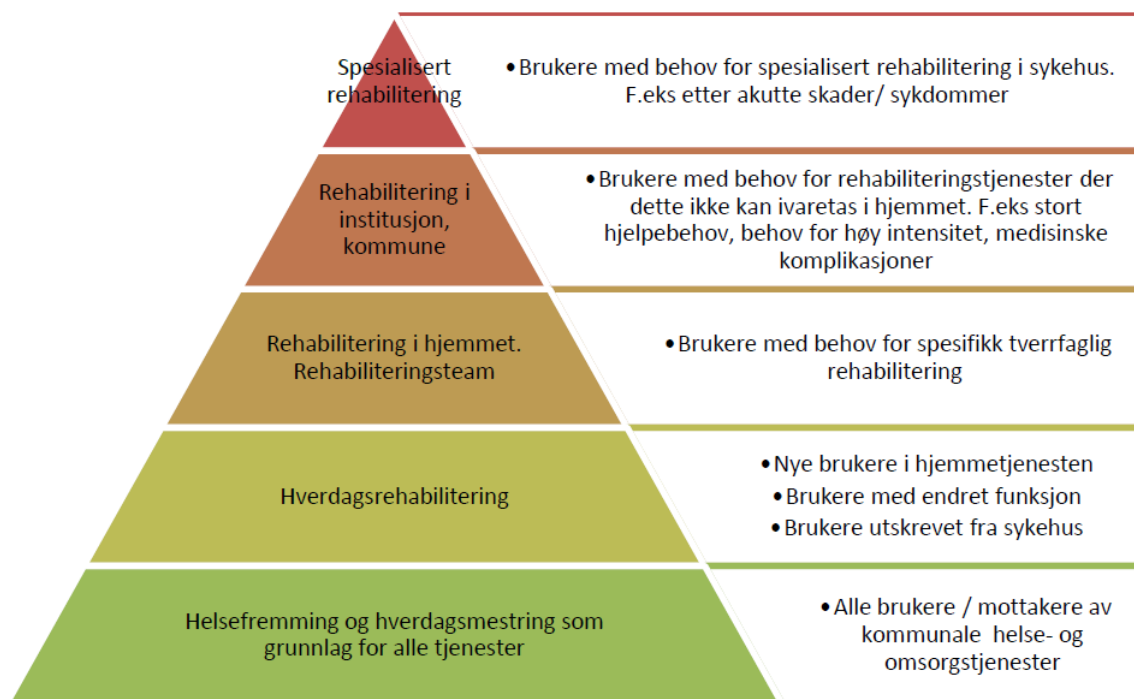 Spesialisert
rehabilitering
•Brukere med behov for spesialisert rehabilitering i sykehus.
F.eks etter akutte skader/ sykdommer
Rehabilitering i
institusjon,
kommune
•Brukere med behov for rehabiliteringstjenester der
dette ikke kan ivaretas i hjemmet. F.eks stort
hjelpebehov, behov for høy intensitet, medisinske
komplikasjoner
Rehabilitering i hjemmet.
Rehabiliteringsteam
•Brukere med behov for spesifikk tverrfaglig
rehabilitering
Hverdagsrehabilitering
•Nye brukere i hjemmetjenesten
•Brukere med endret funksjon
•Brukere utskrevet fra sykehus
Helsefremming og hverdagsmestring som
grunnlag for alle tjenester
•Alle brukere / mottakere av
kommunale helse- og
omsorgstjenester